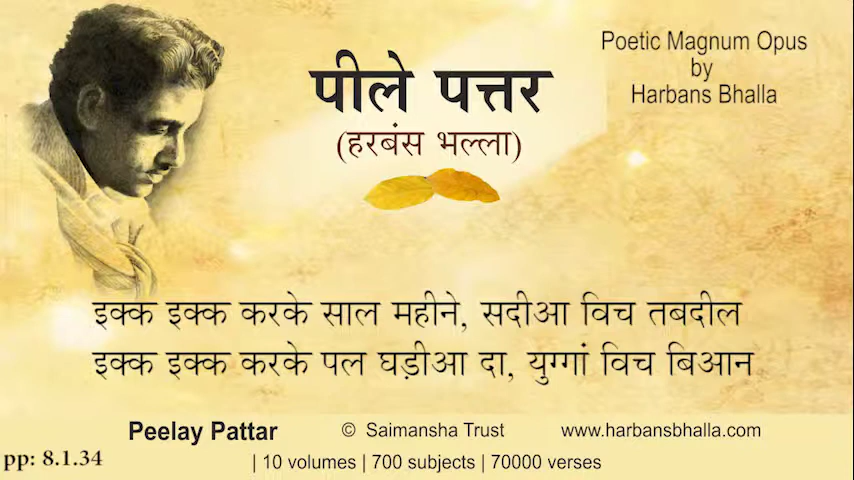 Poetic Magnum Opus
by
Harbans Bhalla
पीले पत्तर
(हरबंस भल्ला)
इक्क इक्क करके साल महीने, सदीआ विच तबदील
इक्क इक्क करके पल घड़ीआ दा, युग्गां विच बिआन
Peelay Pattar © Saimansha Trust www.harbansbhalla.com
pp: 8.1.34 | 10 volumes | 700 subjects | 70000 verses